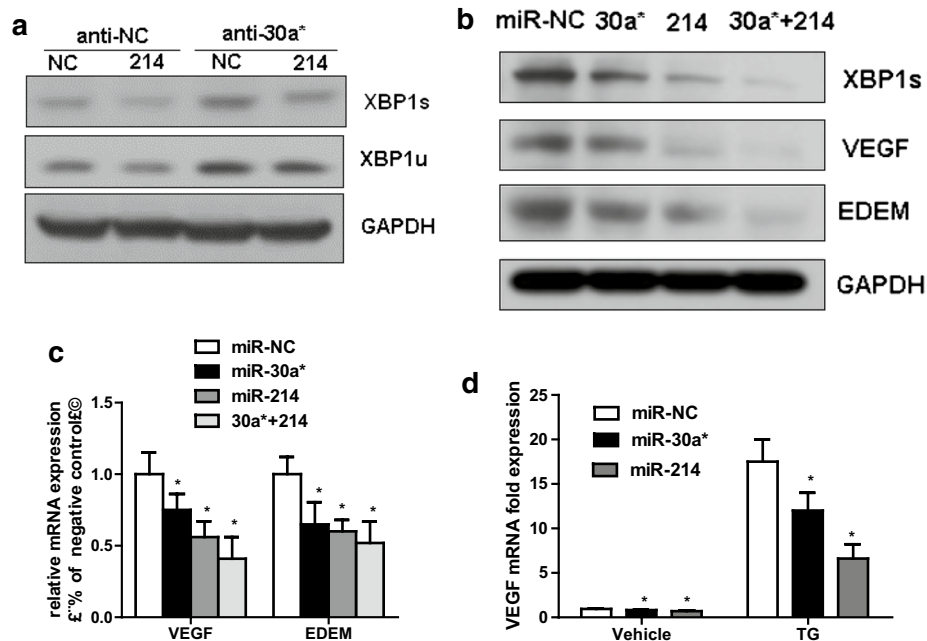 a
anti-NC anti-30a*
NC 214 NC 214
XBP1s
XBP1u
GAPDH
b
miR-NC 30a* 214 30a*+214
XBP1s
VEGF
EDEM
GAPDH
c
miR-NC
miR-30a*
miR-214
30a*+214
relative mRNA expression
£¨% of negative control£©
1.5
1.0
0.5
0.0
* * * * * *
VEGF EDEM
d
miR-NC
miR-30a*
miR-214
VEGF mRNA fold expression
25
20
15
10
5
0
* * * *
Vehicle TG